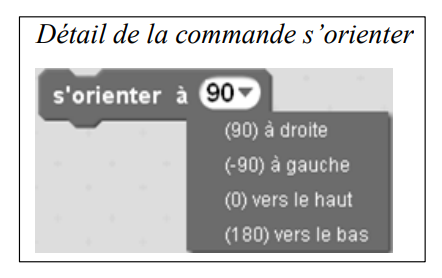 Détail de la commande s’orienter
s'orienter à 90
(90) à droite
(-90) à gauche
(0) vers le haut
(180) vers le bas